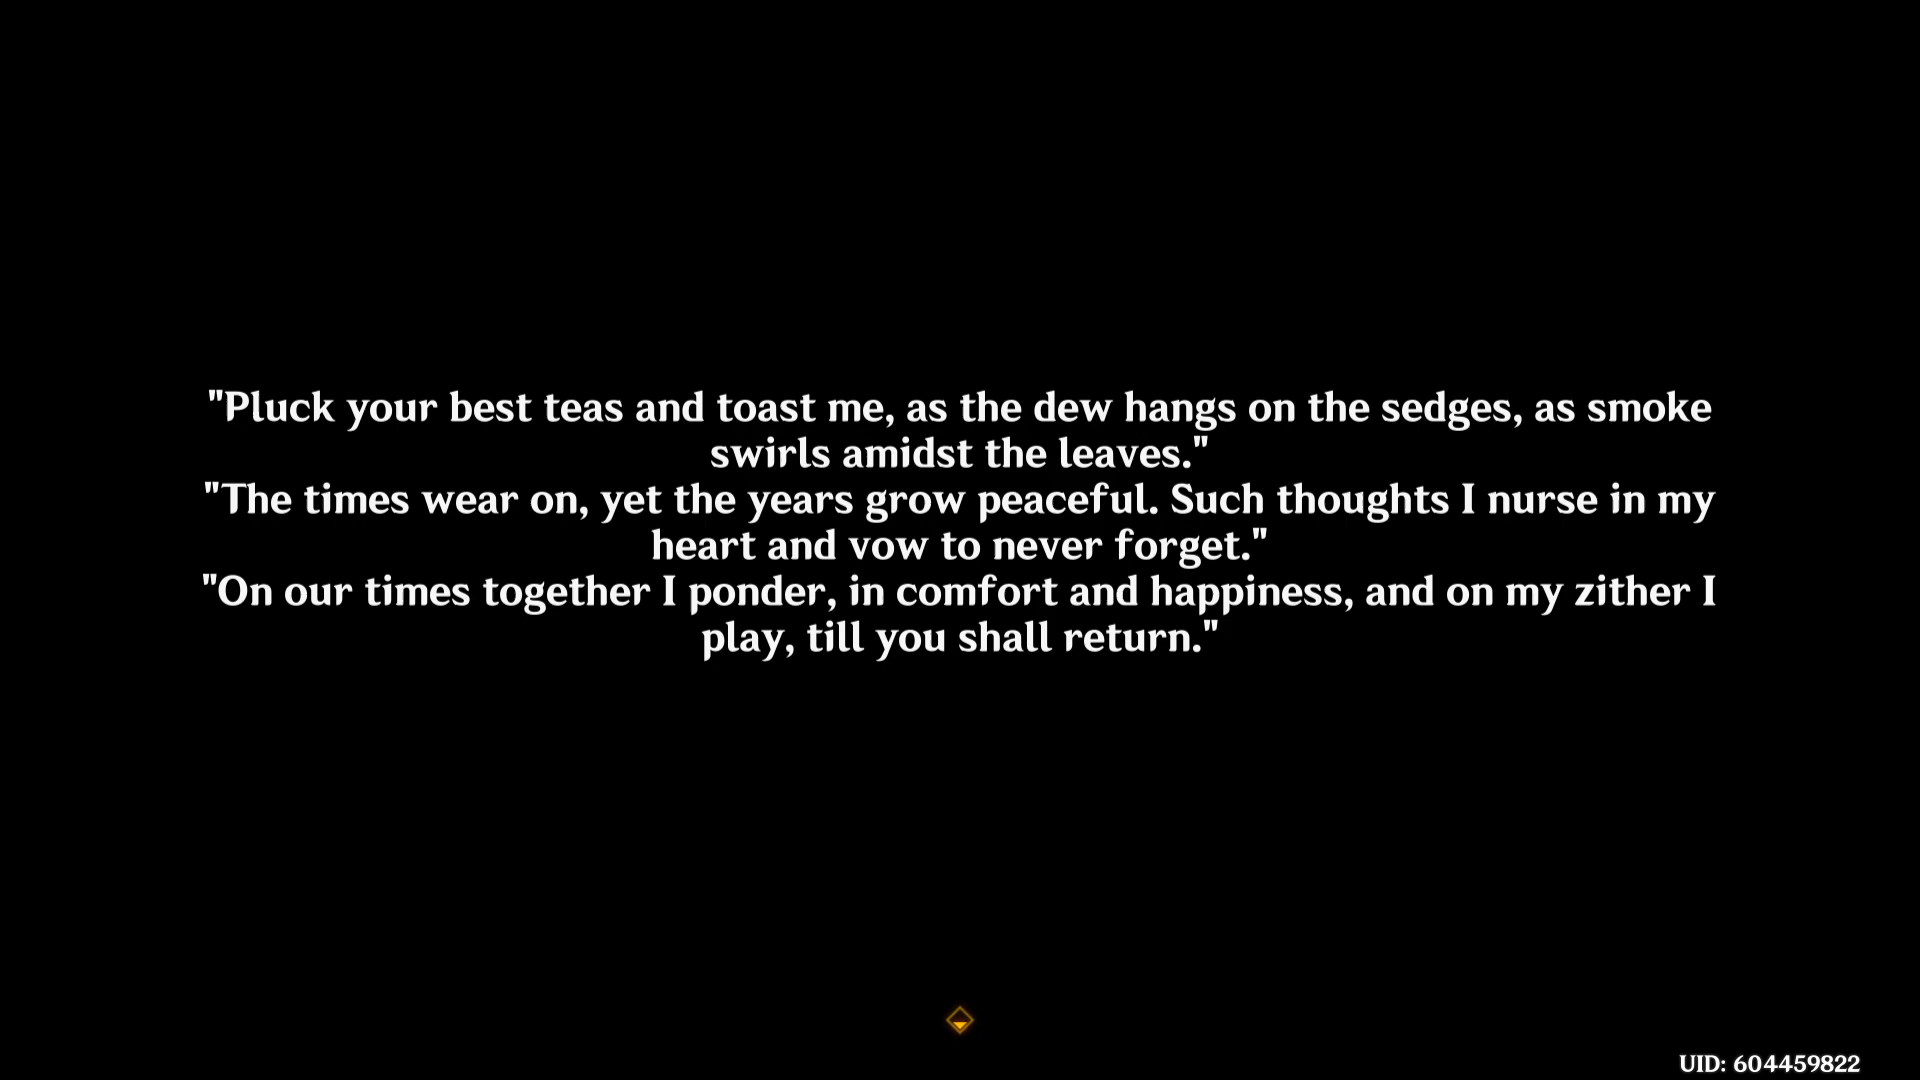 "Pluck your best teas and toast me, as the dew hangs on the sedges, as smoke
swirls amidst the leaves."
"The times wear on, yet the years grow peaceful. Such thoughts I nurse in my
heart and vow to never forget."
"On our times together I ponder, in comfort and happiness, and on my zither I
play, till you shall return."
UID: 604459822